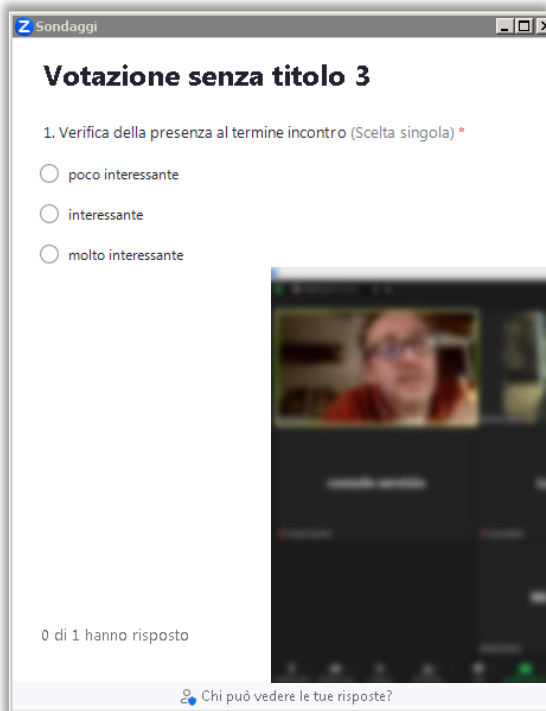 Sondaggi
Votazione senza titolo 3
1. Verifica della presenza al termine incontro (Scelta singola) *
poco interessante
interessante
molto interessante
0 di 1 hanno risposto
Chi può vedere le tue risposte?